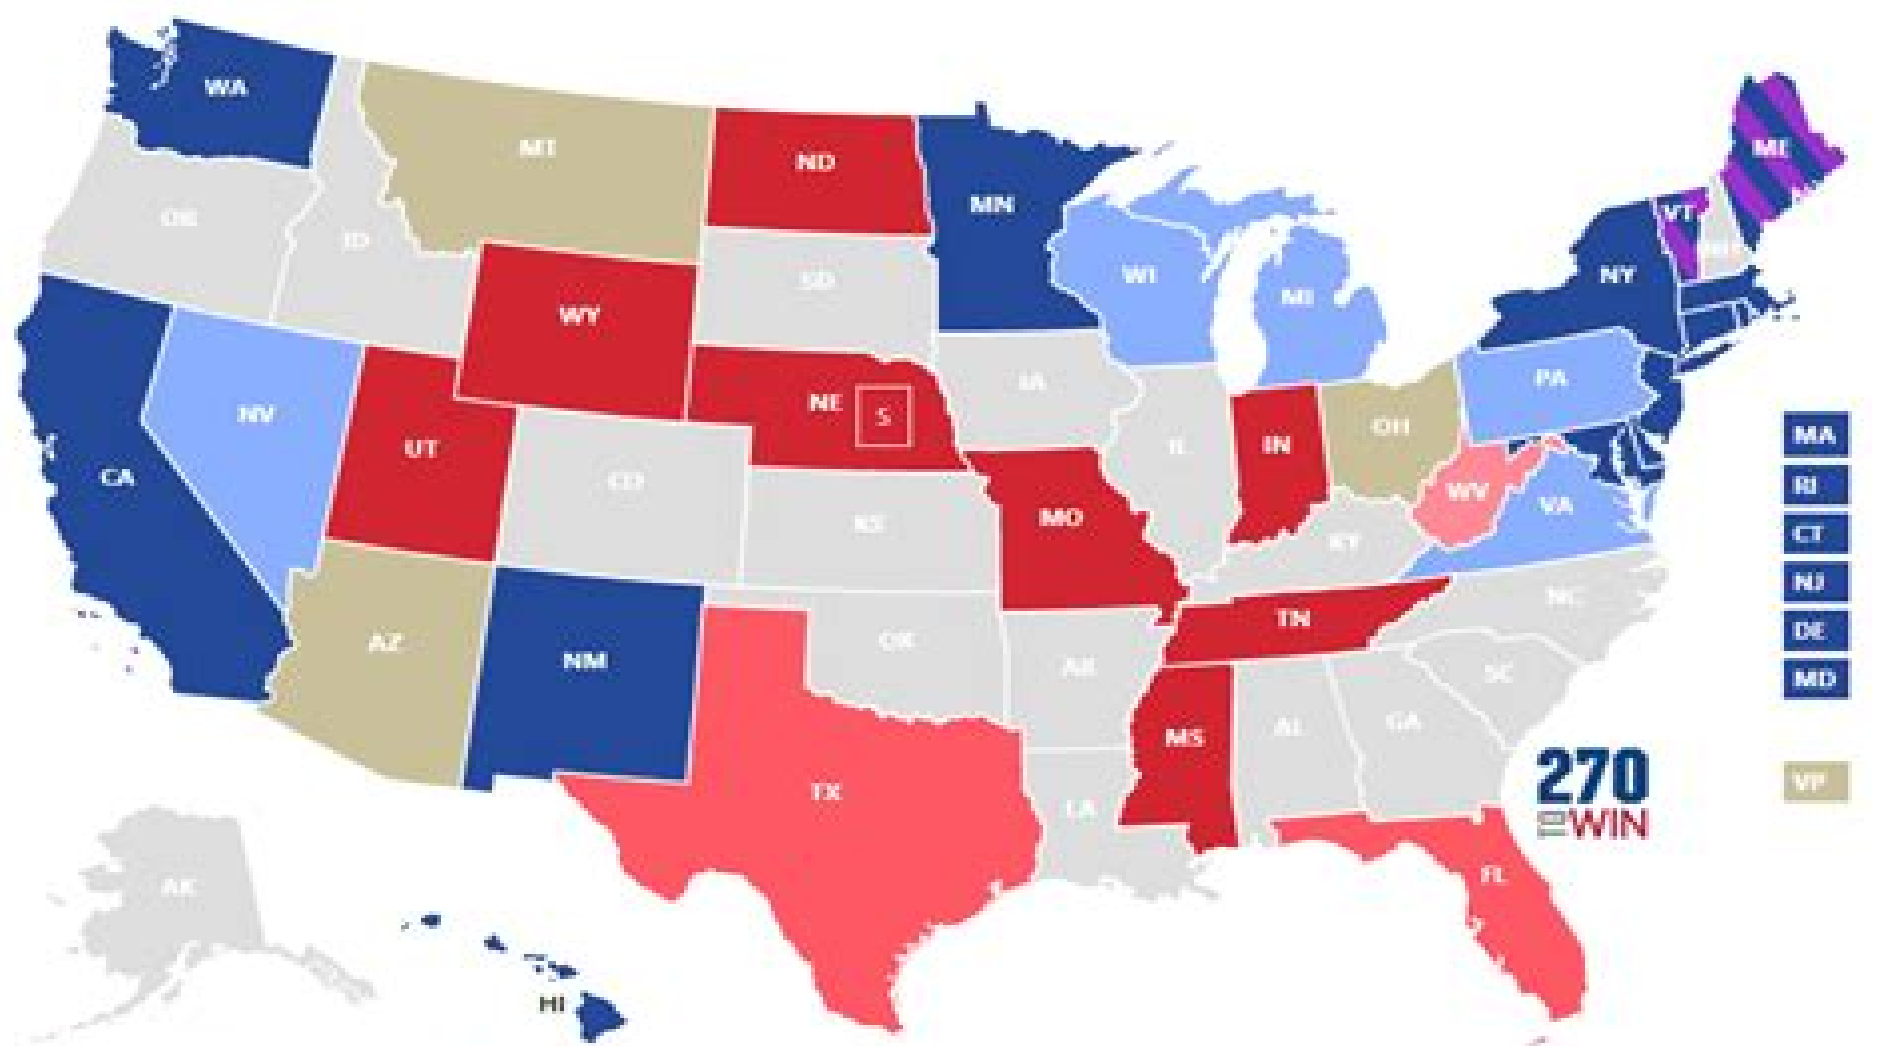 WA
MT
ND
MN
ME
OR
ID
VT
NH
SD
WI
NY
WY
MI
NV
NE
S
IA
PA
UT
IL
IN
OH
MA
CA
CO
WV
RI
KS
MO
VA
CT
KY
NJ
TN
NC
DE
AZ
NM
OK
AR
SC
MD
MS
AL
GA
TX
LA
270
TO WIN
VP
AK
FL
HI